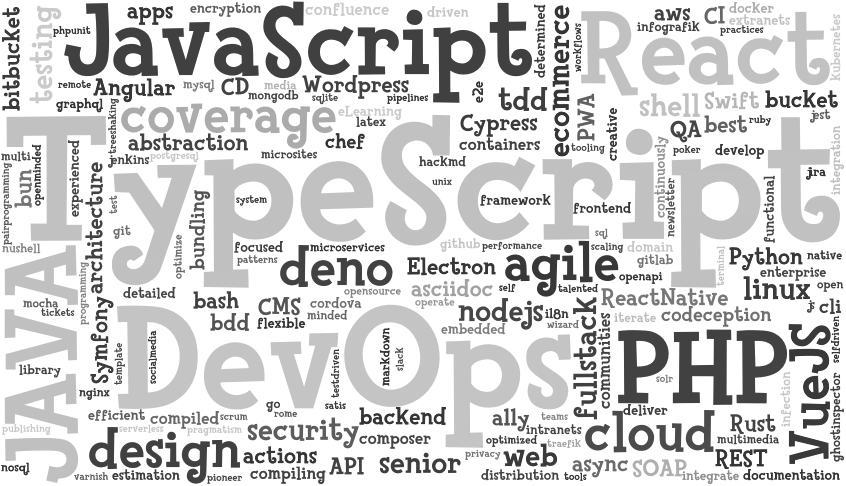 JavaScript
React
TypeScript
JAVA
DevOps
PHP
VueJS
apps
encryption
confluence
driven
determined
ecommerce
workflows
aws
infografik
CI
docker
extranets
practices
kubernetes
bitbucket
testing
phpunit
remote
Angular
mysql
CD
media
mongodb
Wordpress
sqlite
pipelines
e2e
tdd
PWA
tooling
creative
shell
Swift
bucket
jest
graphql
treeshaking
coverage
eLearning
latex
Cypress
containers
QA
best
ruby
poker
develop
integration
abstraction
chef
jenkins
postgresql
microsites
hackmd
unix
continuously
newsletter
functional
jra
multi
bun
openminded
pairprogramming
experienced
architecture
test
git
optimize
bundling
system
framework
frontend
sql
scaling
domain
gitlab
nushell
focused
patterns
microservices
github
performance
openapi
terminal
Python
native
enterprise
open
programming
deno
Electron
agile
talented
self
asciidoc
operate
linux
js
cli
mocha
tickets
detailed
bash
CMS
cordova
opensource
minded
flexible
bdd
nodejs
i18n
wizard
embedded
ReactNative
iterate
codeception
fullstack
communities
Symfony
template
socialmedia
library
nginx
testdriven
markdown
slack
solr
selfdriven
infection
ghostinspector
efficient
compiled
scrum
go
rome
satis
backend
ally
teams
deliver
publishing
serverless
pragmatism
security
composer
optimized
intranets
traefik
cloud
Rust
multimedia
design
actions
API
senior
privacy
web
async
SOAP
REST
nosql
varnish
estimation
pioneer
compiling
distribution
tools
integrate
documentation